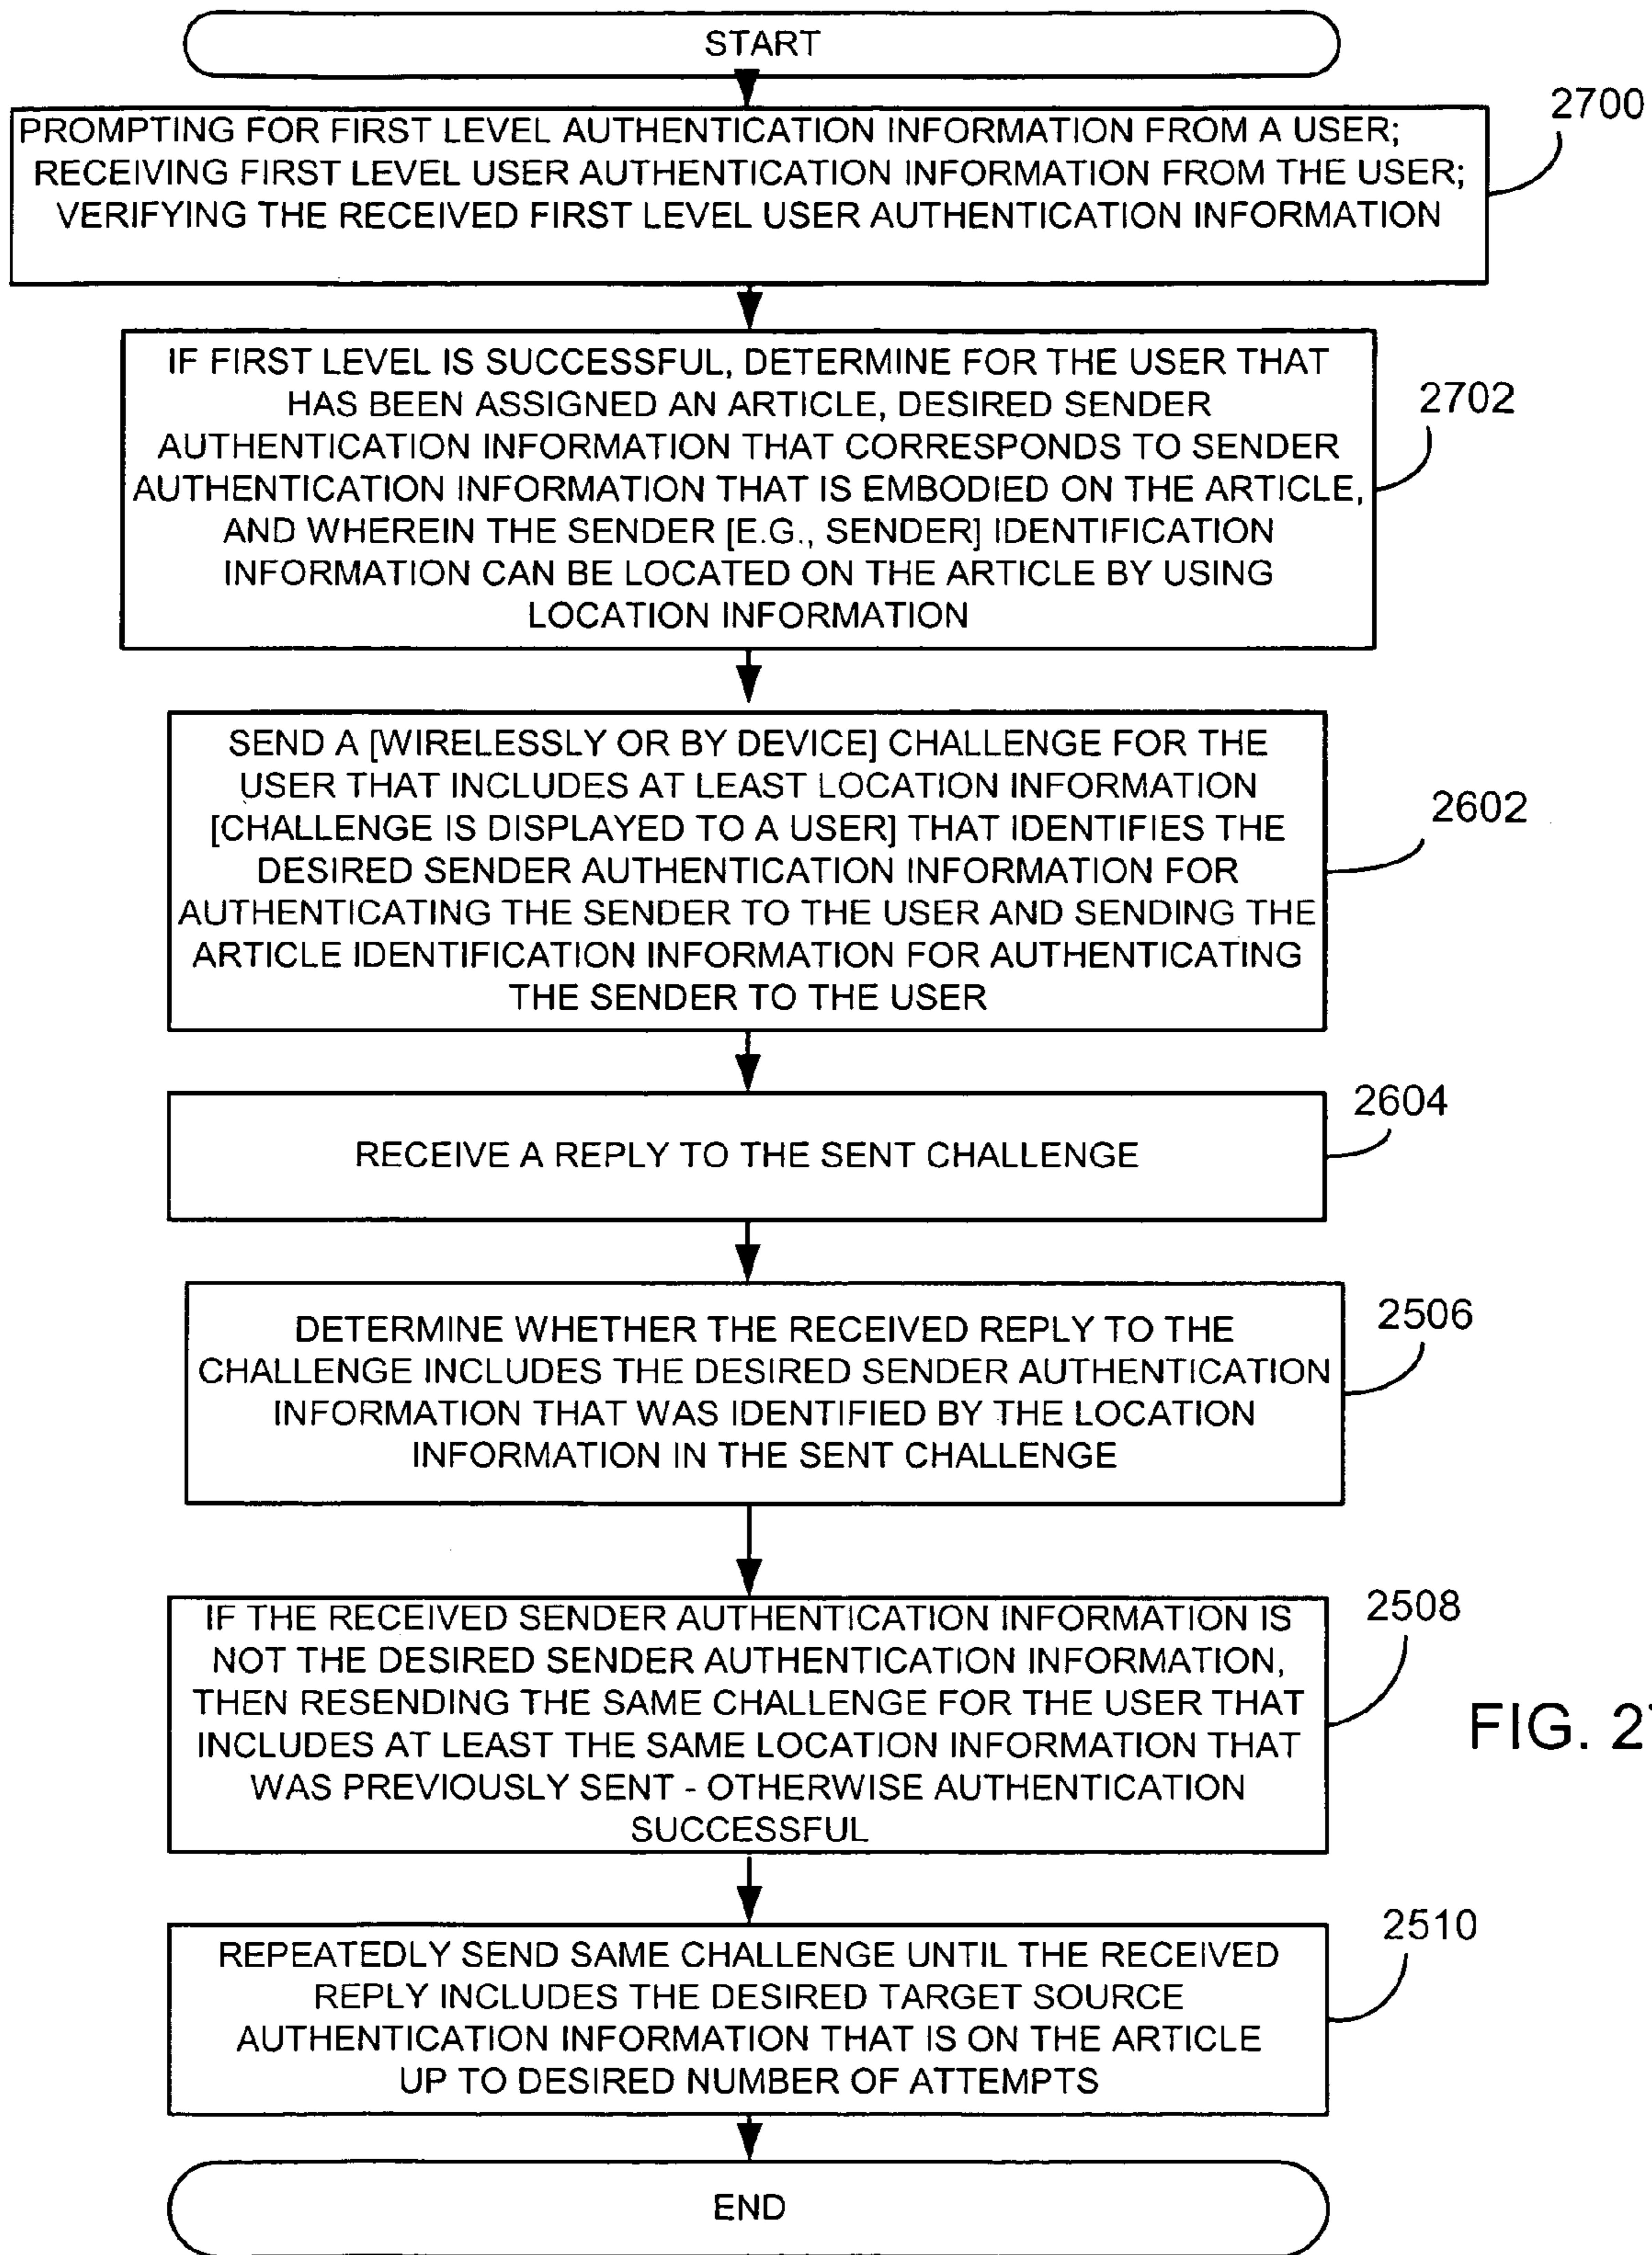 START
2700
PROMPTING FOR FIRST LEVEL AUTHENTICATION INFORMATION FROM A USER;
RECEIVING FIRST LEVEL USER AUTHENTICATION INFORMATION FROM THE USER;
VERIFYING THE RECEIVED FIRST LEVEL USER AUTHENTICATION INFORMATION
2702
IF FIRST LEVEL IS SUCCESSFUL, DETERMINE FOR THE USER THAT
HAS BEEN ASSIGNED AN ARTICLE, DESIRED SENDER
AUTHENTICATION INFORMATION THAT CORRESPONDS TO SENDER
AUTHENTICATION INFORMATION THAT IS EMBODIED ON THE ARTICLE,
AND WHEREIN THE SENDER [E.G., SENDER] IDENTIFICATION
INFORMATION CAN BE LOCATED ON THE ARTICLE BY USING
LOCATION INFORMATION
2602
SEND A [WIRELESSLY OR BY DEVICE] CHALLENGE FOR THE
USER THAT INCLUDES AT LEAST LOCATION INFORMATION
[CHALLENGE IS DISPLAYED TO A USER] THAT IDENTIFIES THE
DESIRED SENDER AUTHENTICATION INFORMATION FOR
AUTHENTICATING THE SENDER TO THE USER AND SENDING THE
ARTICLE IDENTIFICATION INFORMATION FOR AUTHENTICATING
THE SENDER TO THE USER
2604
RECEIVE A REPLY TO THE SENT CHALLENGE
2506
DETERMINE WHETHER THE RECEIVED REPLY TO THE
CHALLENGE INCLUDES THE DESIRED SENDER AUTHENTICATION
INFORMATION THAT WAS IDENTIFIED BY THE LOCATION
INFORMATION IN THE SENT CHALLENGE
2508
IF THE RECEIVED SENDER AUTHENTICATION INFORMATION IS
NOT THE DESIRED SENDER AUTHENTICATION INFORMATION,
THEN RESENDING THE SAME CHALLENGE FOR THE USER THAT
INCLUDES AT LEAST THE SAME LOCATION INFORMATION THAT
WAS PREVIOUSLY SENT - OTHERWISE AUTHENTICATION
SUCCESSFUL
FIG. 2
2510
REPEATEDLY SEND SAME CHALLENGE UNTIL THE RECEIVED
REPLY INCLUDES THE DESIRED TARGET SOURCE
AUTHENTICATION INFORMATION THAT IS ON THE ARTICLE
UP TO DESIRED NUMBER OF ATTEMPTS
END